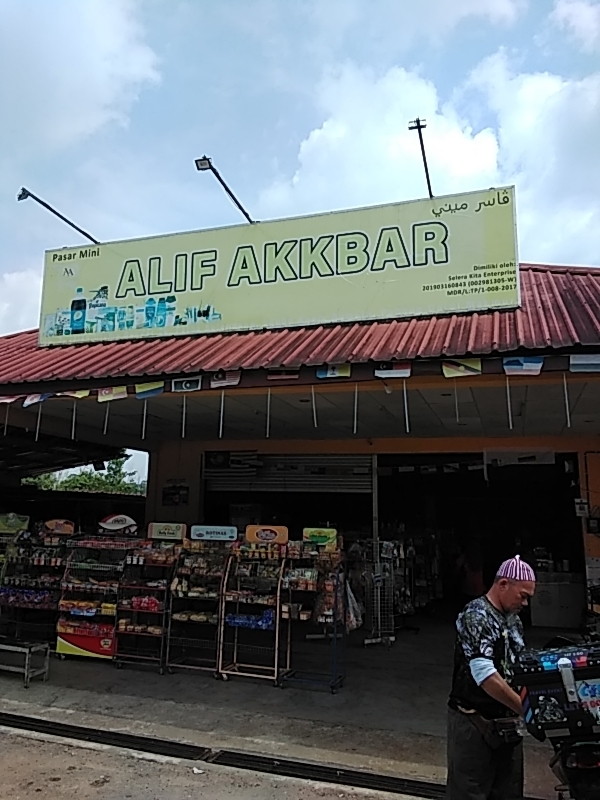 Pasar Mini
ڤاسر ميني
ALIF AKKBAR
Dimiliki oleh:
Selera Kita Enterprise
201903160843 (002981305-W)
MDR/L:TP/1-008-2017